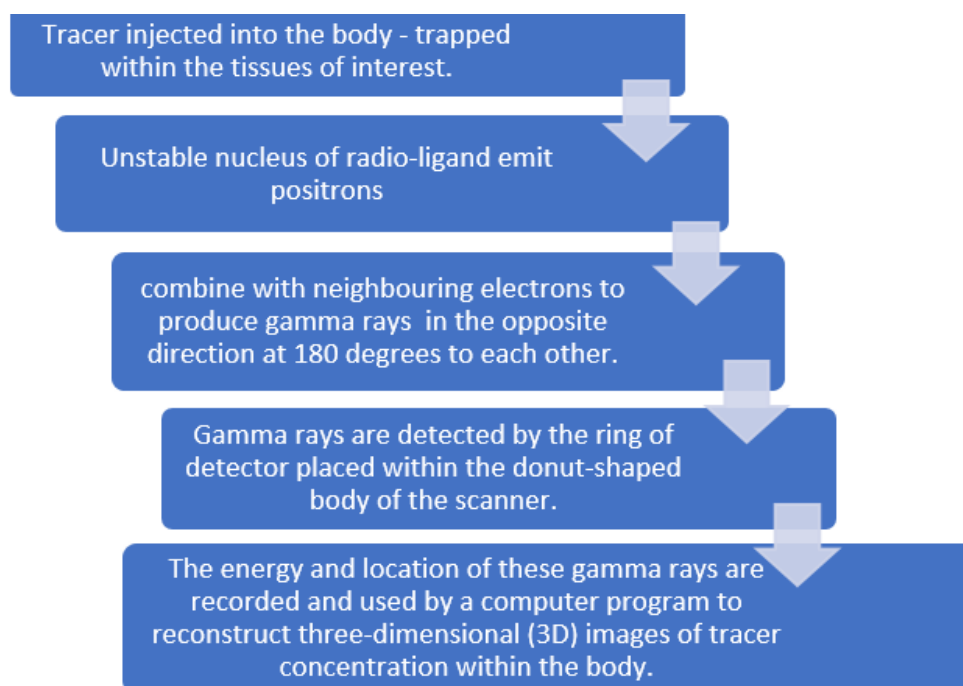 Tracer injected into the body - trapped
within the tissues of interest.
Unstable nucleus of radio-ligand emit
positrons
combine with neighbouring electrons to
produce gamma rays  in the opposite
direction at 180 degrees to each other.
Gamma rays are detected by the ring of
detector placed within the donut-shaped
body of the scanner.
The energy and location of these gamma rays are
recorded and used by a computer program to
reconstruct three-dimensional (3D) images of tracer
concentration within the body.